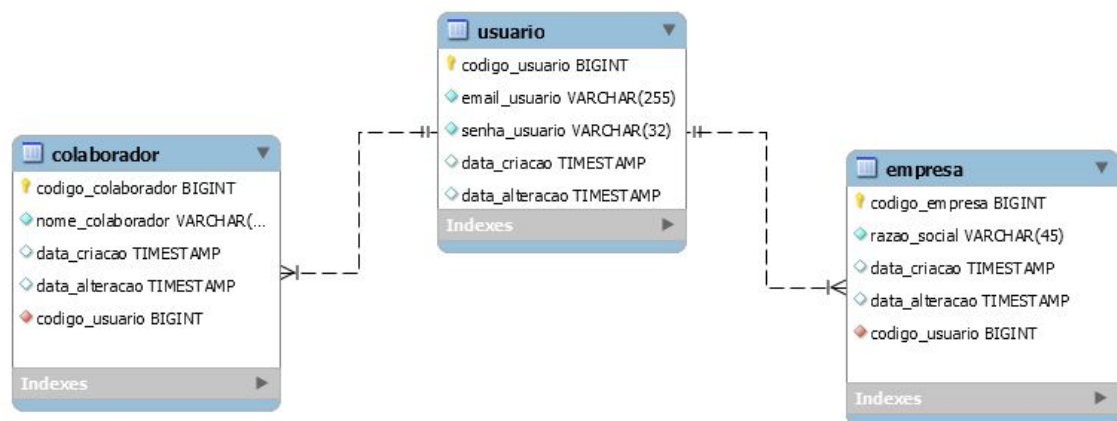 usuario
codigo_usuario BIGINT
email_usuario VARCHAR(255)
senha_usuario VARCHAR(32)
data_criacao TIMESTAMP
data_alteracao TIMESTAMP
Indexes
colaborador
codigo_colaborador BIGINT
nome_colaborador VARCHAR(...
data_criacao TIMESTAMP
data_alteracao TIMESTAMP
codigo_usuario BIGINT
Indexes
empresa
codigo_empresa BIGINT
razao_social VARCHAR(45)
data_criacao TIMESTAMP
data_alteracao TIMESTAMP
codigo_usuario BIGINT
Indexes